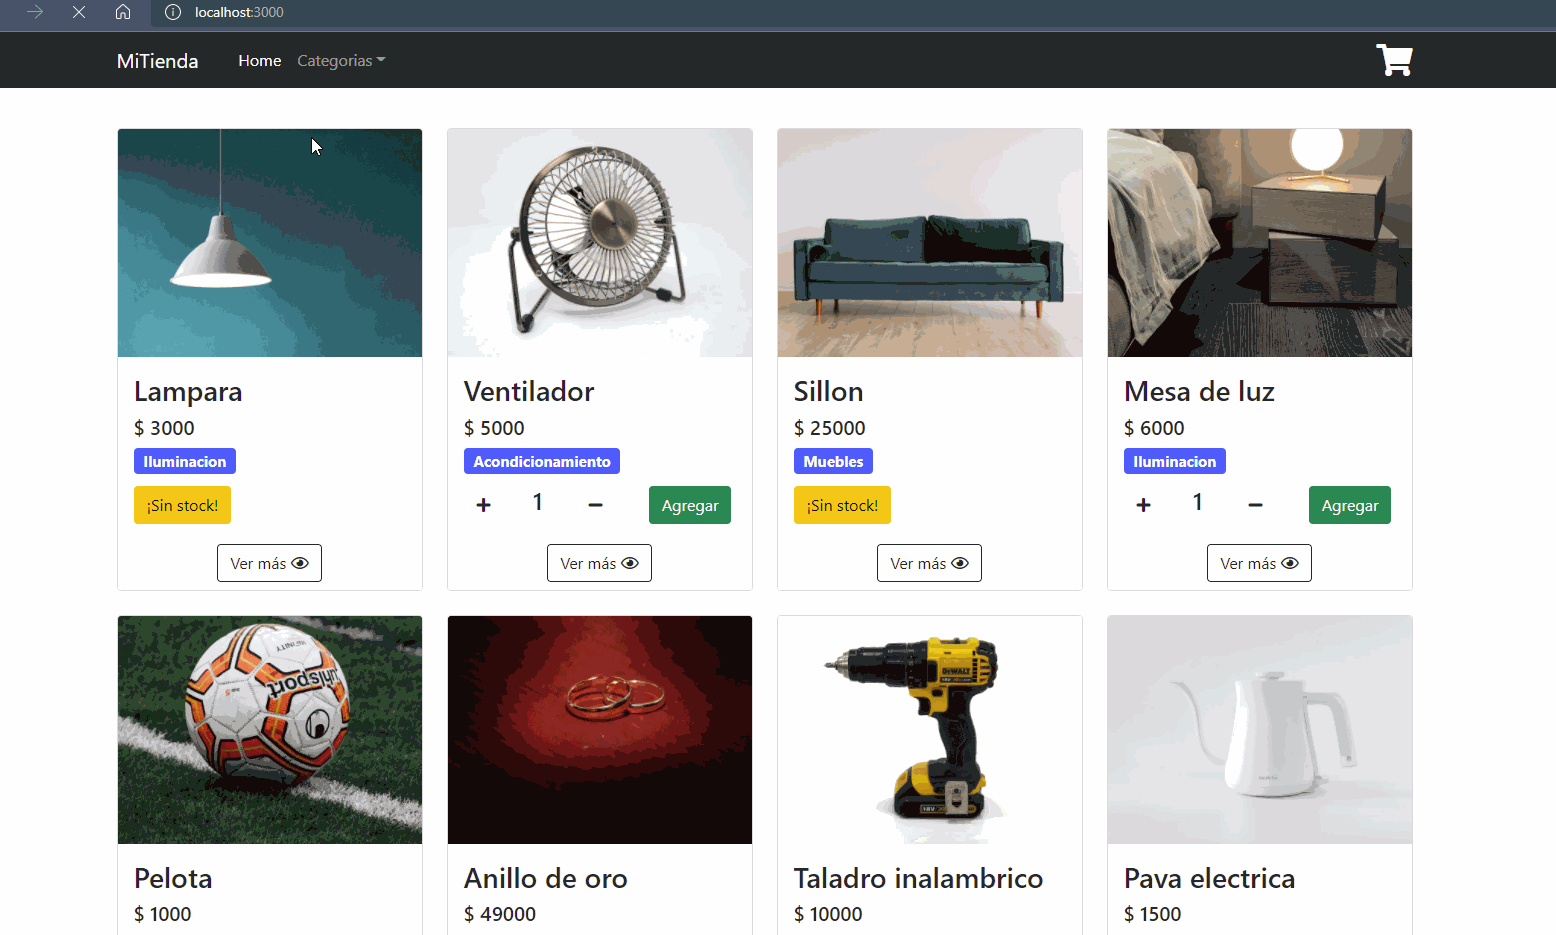 localhost:3000
MiTienda Home Categorias
Lampara
$ 3000
Iluminacion
¡Sin stock!
Ver más
Ventilador
$ 5000
Acondicionamiento
1 Agregar
Ver más
Sillon
$ 25000
Muebles
¡Sin stock!
Ver más
Mesa de luz
$ 6000
Iluminacion
1 Agregar
Ver más
uhlsport
Pelota
$ 1000
Anillo de oro
$ 49000
DEWALT
Taladro inalambrico
$ 10000
Pava electrica
$ 1500